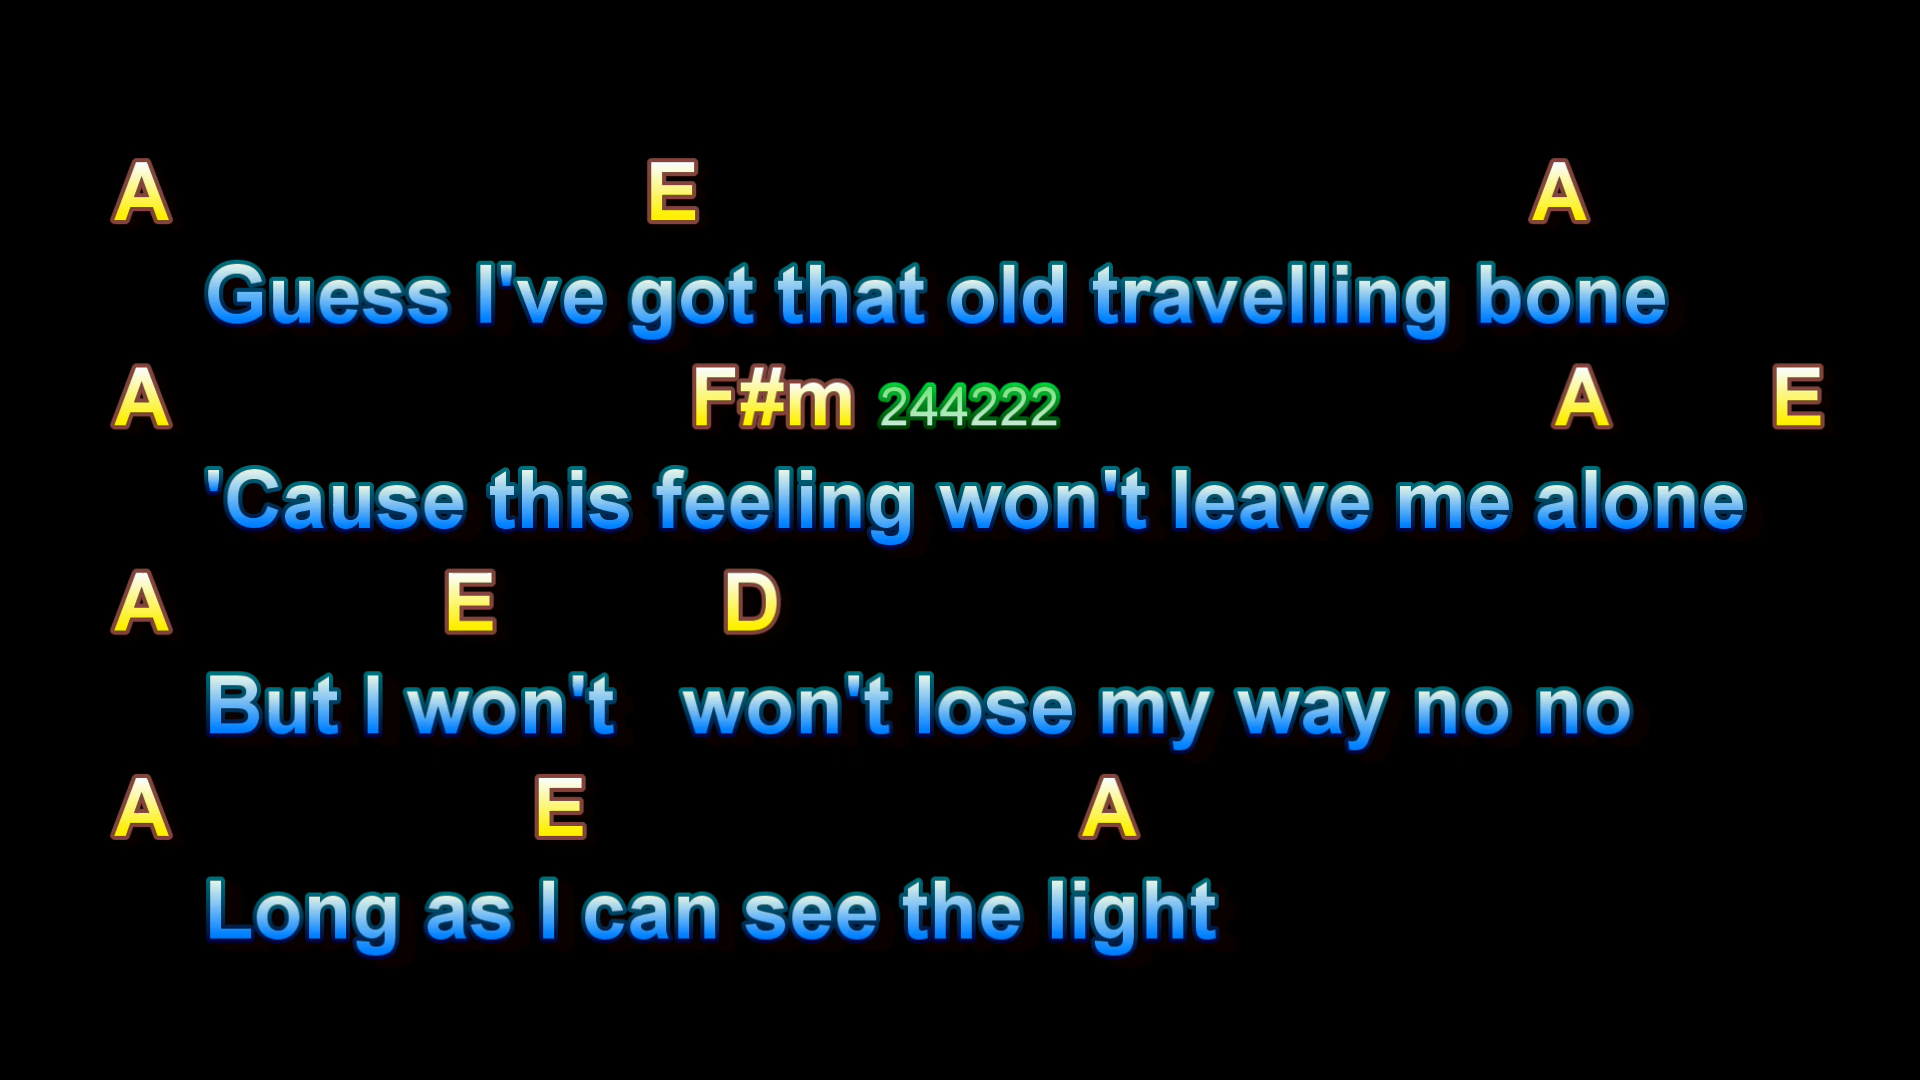 A E A
Guess I've got that old travelling bone
A F#m 244222 A E
'Cause this feeling won't leave me alone
A E D
But I won't won't lose my way no no
A E A
Long as I can see the light